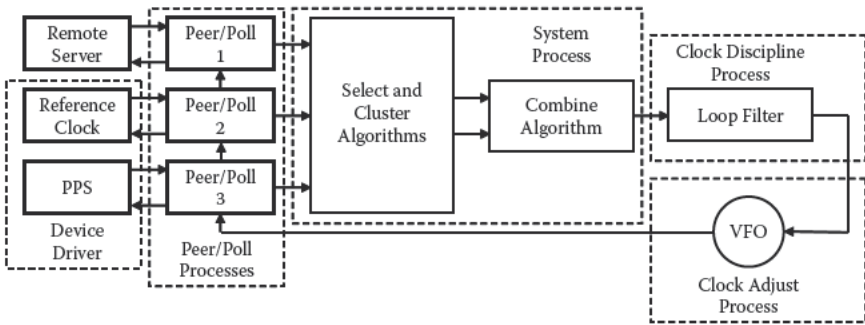 Remote
Server
Peer/Poll
1
System
Process
Clock Discipline
Process
Reference
Clock
Peer/Poll
2
Select and
Cluster
Algorithms
Combine
Algorithm
Loop Filter
PPS
Peer/Poll
3
Device
Driver
Peer/Poll
Processes
VFO
Clock Adjust
Process